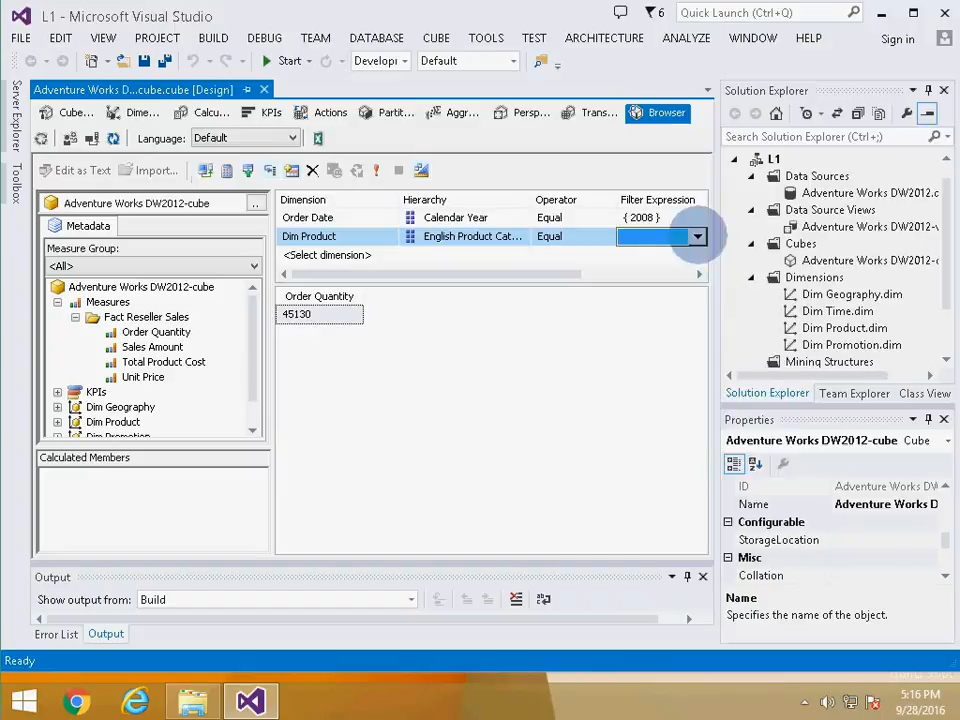 L1 - Microsoft Visual Studio
6
Quick Launch (Ctrl+Q)
FILE EDIT VIEW PROJECT BUILD DEBUG TEAM DATABASE CUBE TOOLS TEST ARCHITECTURE ANALYZE WINDOW HELP Sign in
Start Developi Default
Server Explorer
Toolbox
Adventure Works D...cube.cube [Design]
Cube... Dime... Calcu... KPIs Actions Partit... Aggr... Persp... Trans... Browser
Language: Default
Edit as Text Import...
Adventure Works DW2012-cube ..
Metadata
Measure Group:
<All>
Adventure Works DW2012-cube
Measures
Fact Reseller Sales
Order Quantity
Sales Amount
Total Product Cost
Unit Price
KPIs
Dim Geography
Dim Product
Dim Promotion
Calculated Members
Dimension Hierarchy Operator Filter Expression
Order Date Calendar Year Equal { 2008 }
Dim Product English Product Cat... Equal
<Select dimension>
Order Quantity
45130
Output
Show output from: Build
Error List Output
Solution Explorer
Search Solution Explorer (Ctrl+;)
L1
Data Sources
Adventure Works DW2012.c
Data Source Views
Adventure Works DW2012.v
Cubes
Adventure Works DW2012-c
Dimensions
Dim Geography.dim
Dim Time.dim
Dim Product.dim
Dim Promotion.dim
Mining Structures
Solution Explorer Team Explorer Class View
Properties
Adventure Works DW2012-cube Cube
ID Adventure Works DW
Name Adventure Works D
Configurable
StorageLocation
Misc
Collation
Name
Specifies the name of the object.
Ready
5:16 PM
9/28/2016